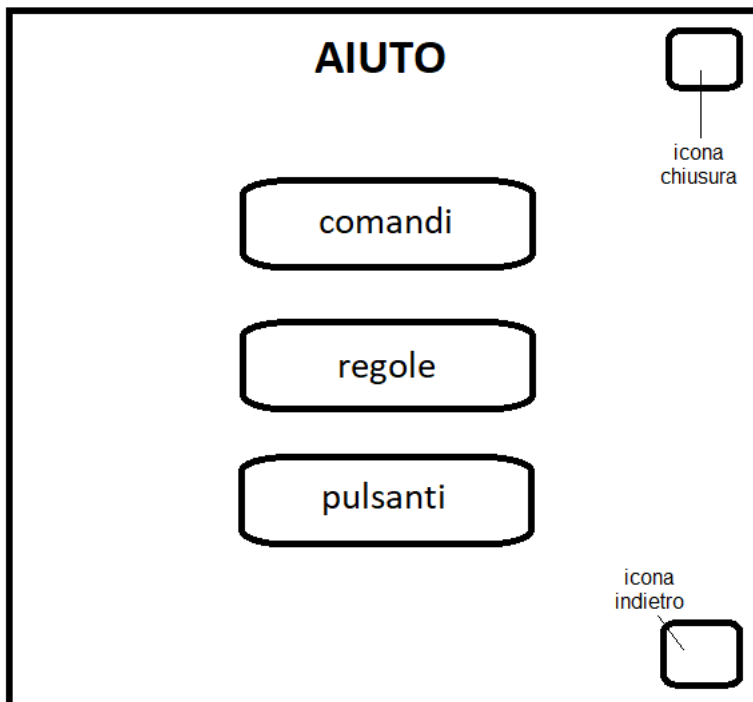 AIUTO
icona
chiusura
comandi
regole
pulsanti
icona
indietro